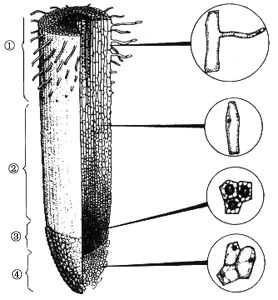 ①
②
③
④